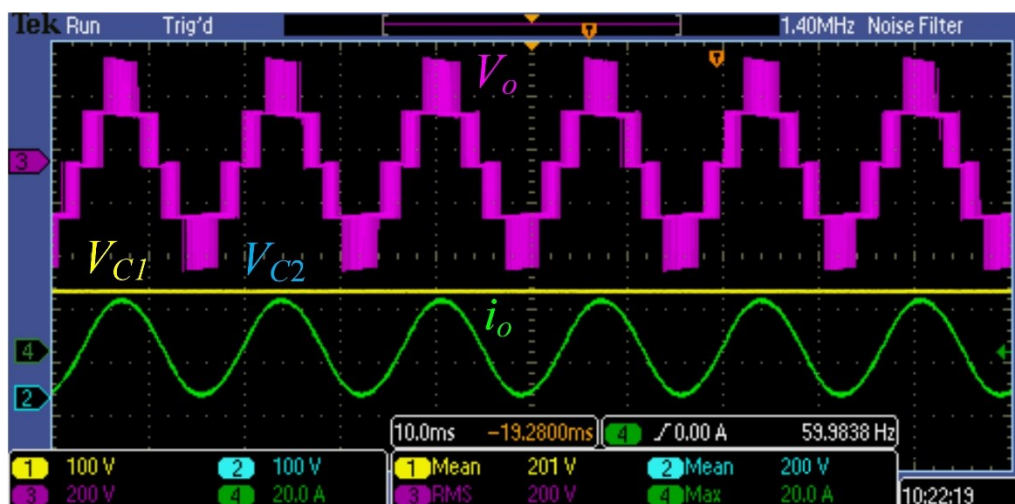 Tek Run Trig'd 1.40MHz Noise Filter
T
T
Vo
3
VC1 VC2
io
4
2
10.0ms -19.2800ms 4 / 0.00 A 59.9838 Hz
1 100 V 2 100 V 1 Mean 201 V 2 Mean 200 V
3 200 V 4 20.0 A 3 RMS 200 V 4 Max 20.0 A 10:22:19